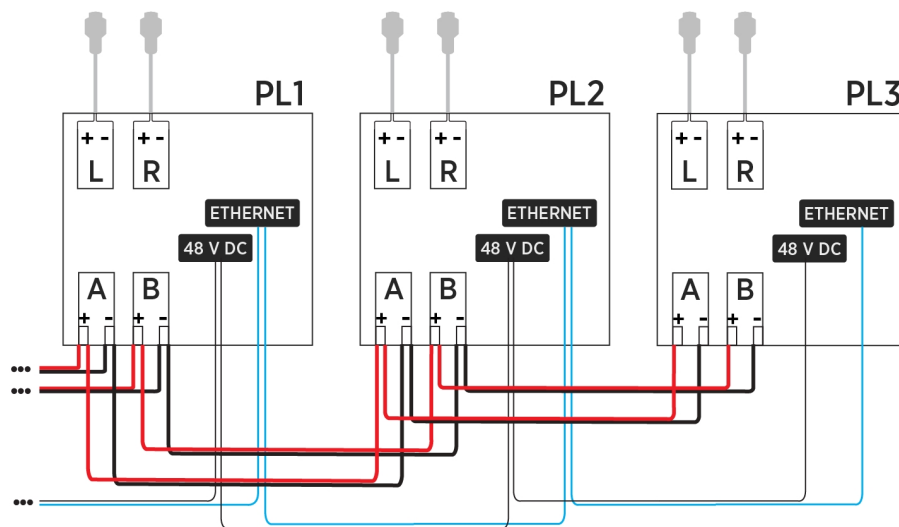 PL1 PL2 PL3
+ - + - + - + - + - + -
L R L R L R
ETHERNET ETHERNET ETHERNET
48 V DC 48 V DC 48 V DC
A B A B A B
+ - + - + - + - + - + -
•••
•••
•••